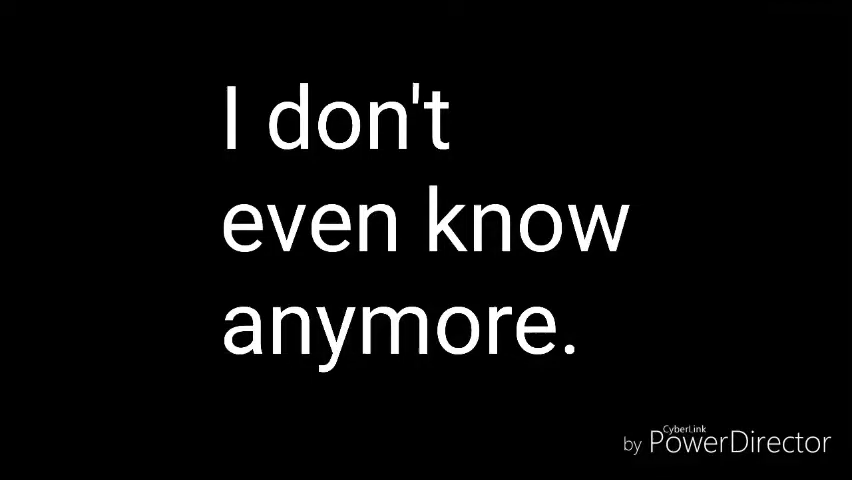 I don't
even know
anymore.
CyberLink
by PowerDirector